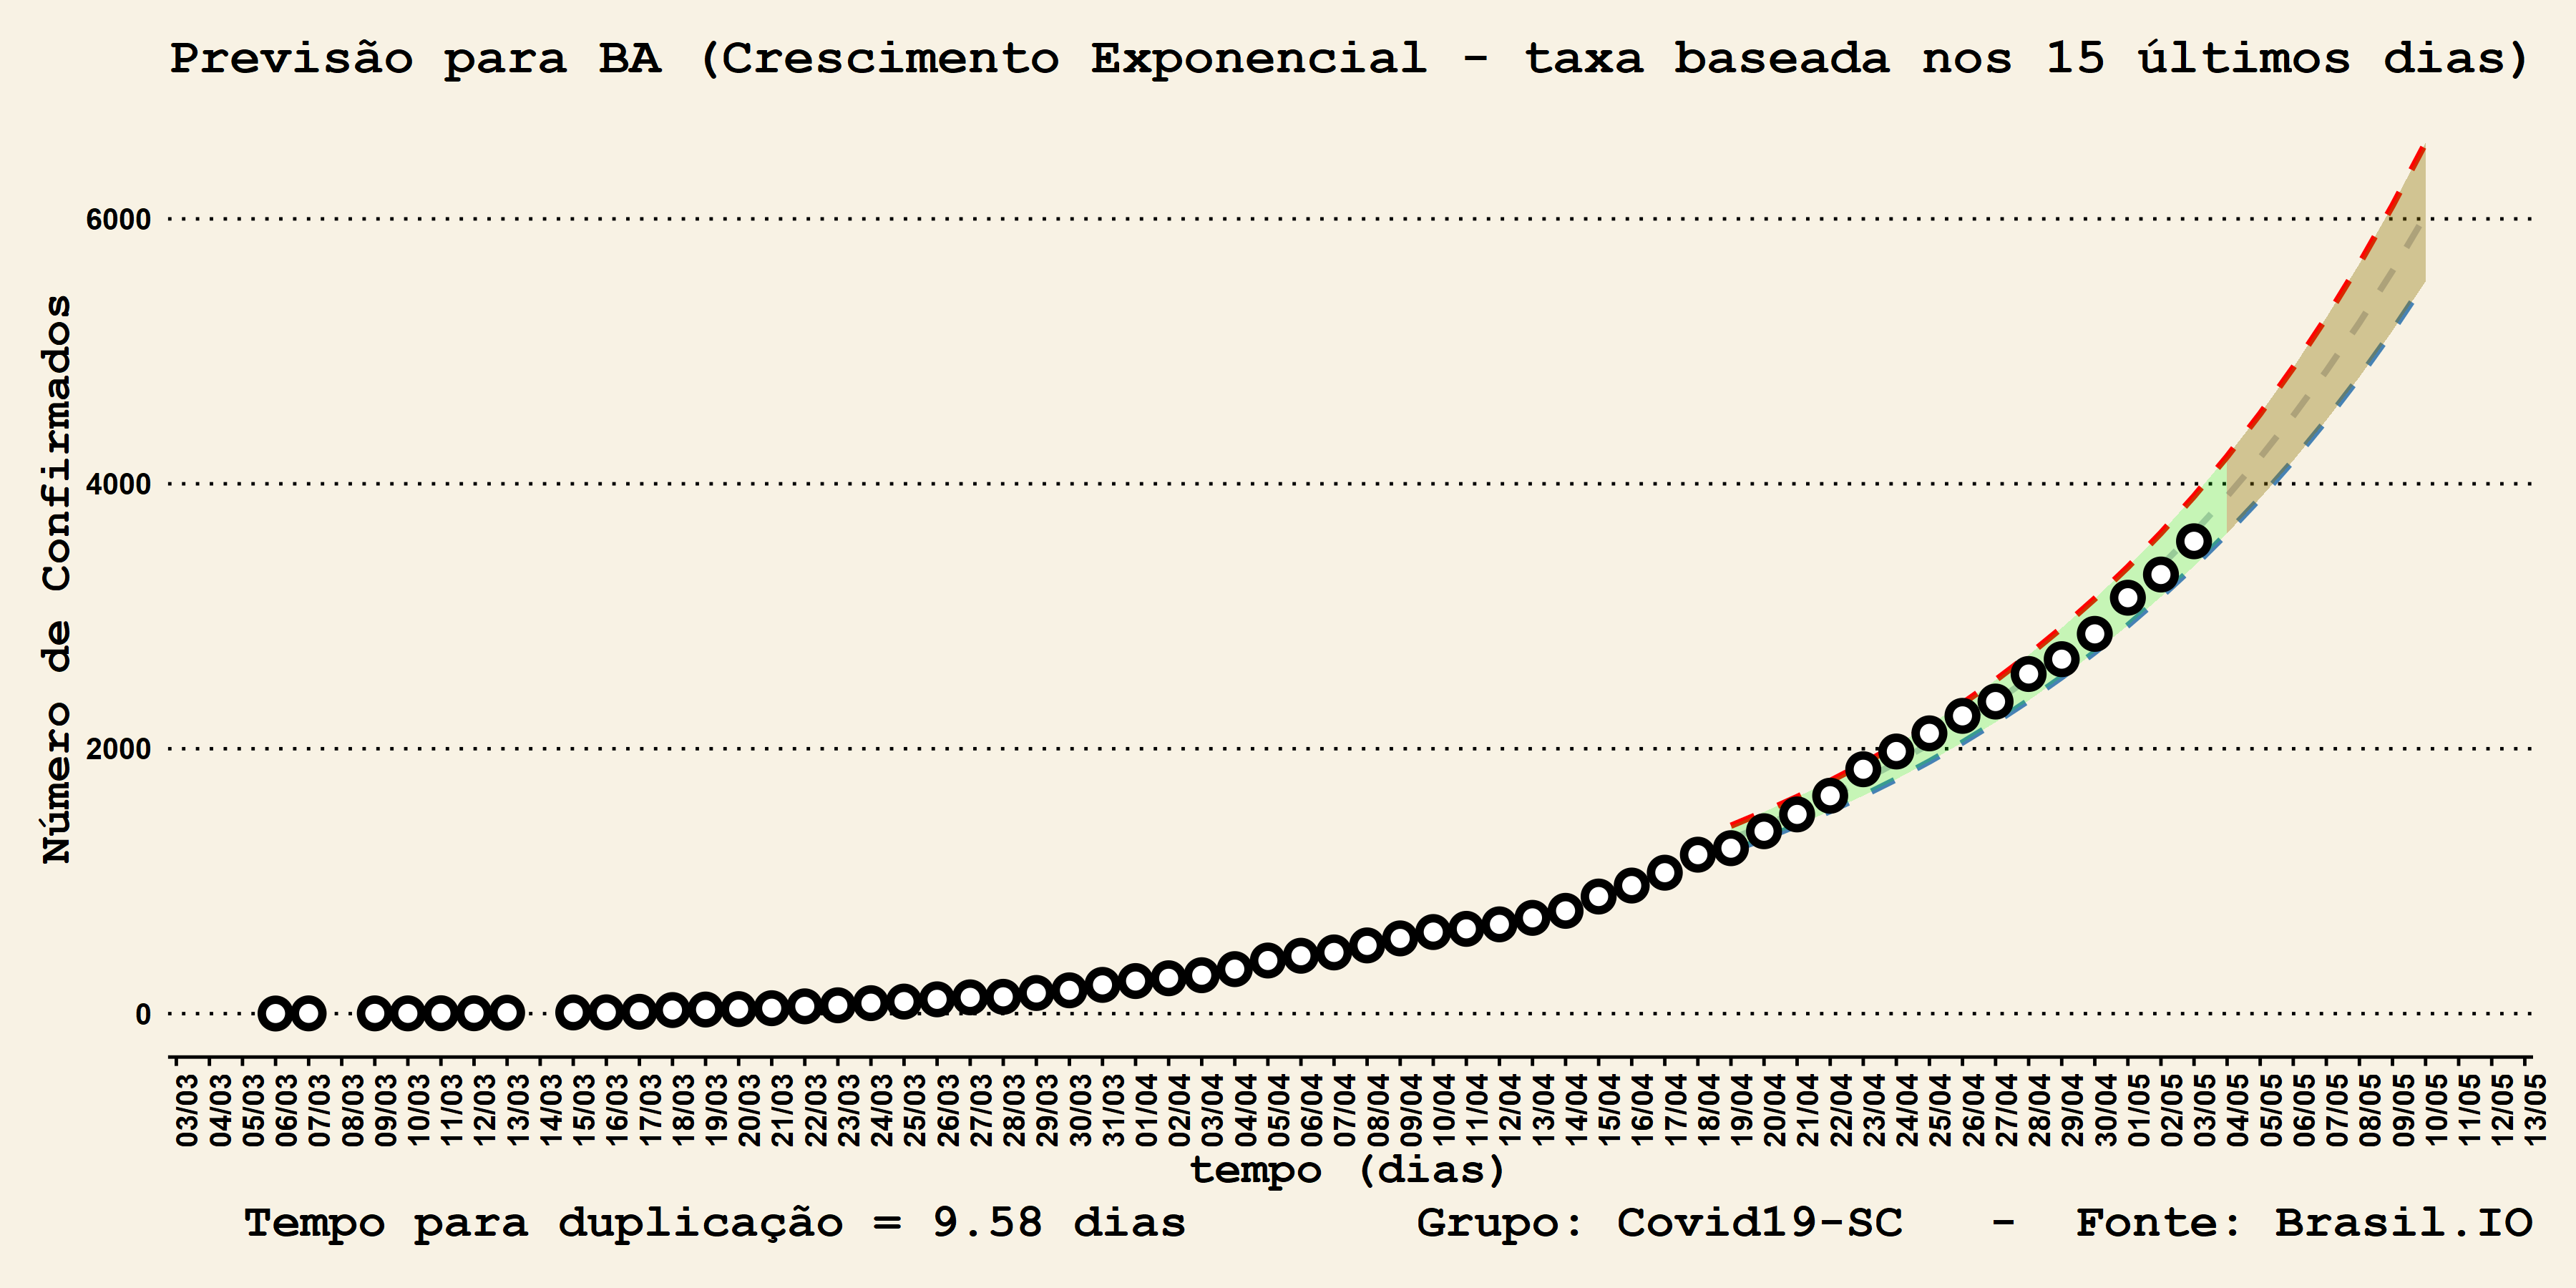 Previsão para BA (Crescimento Exponencial - taxa baseada nos 15 últimos dias)
Número de Confirmados
6000
4000
2000
0
03/03 04/03 05/03 06/03 07/03 08/03 09/03 10/03 11/03 12/03 13/03 14/03 15/03 16/03 17/03 18/03 19/03 20/03 21/03 22/03 23/03 24/03 25/03 26/03 27/03 28/03 29/03 30/03 31/03 01/04 02/04 03/04 04/04 05/04 06/04 07/04 08/04 09/04 10/04 11/04 12/04 13/04 14/04 15/04 16/04 17/04 18/04 19/04 20/04 21/04 22/04 23/04 24/04 25/04 26/04 27/04 28/04 29/04 30/04 01/05 02/05 03/05 04/05 05/05 06/05 07/05 08/05 09/05 10/05 11/05 12/05 13/05
tempo (dias)
Tempo para duplicação = 9.58 dias Grupo: Covid19-SC - Fonte: Brasil.IO